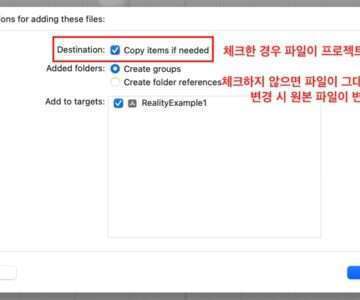 ons for adding these files:
Destination: Copy items if needed 체크한 경우 파일이 프로젝트
Added folders: Create groups
Create folder references 체크하지 않으면 파일이 그대
변경 시 원본 파일이 변
Add to targets: RealityExample1